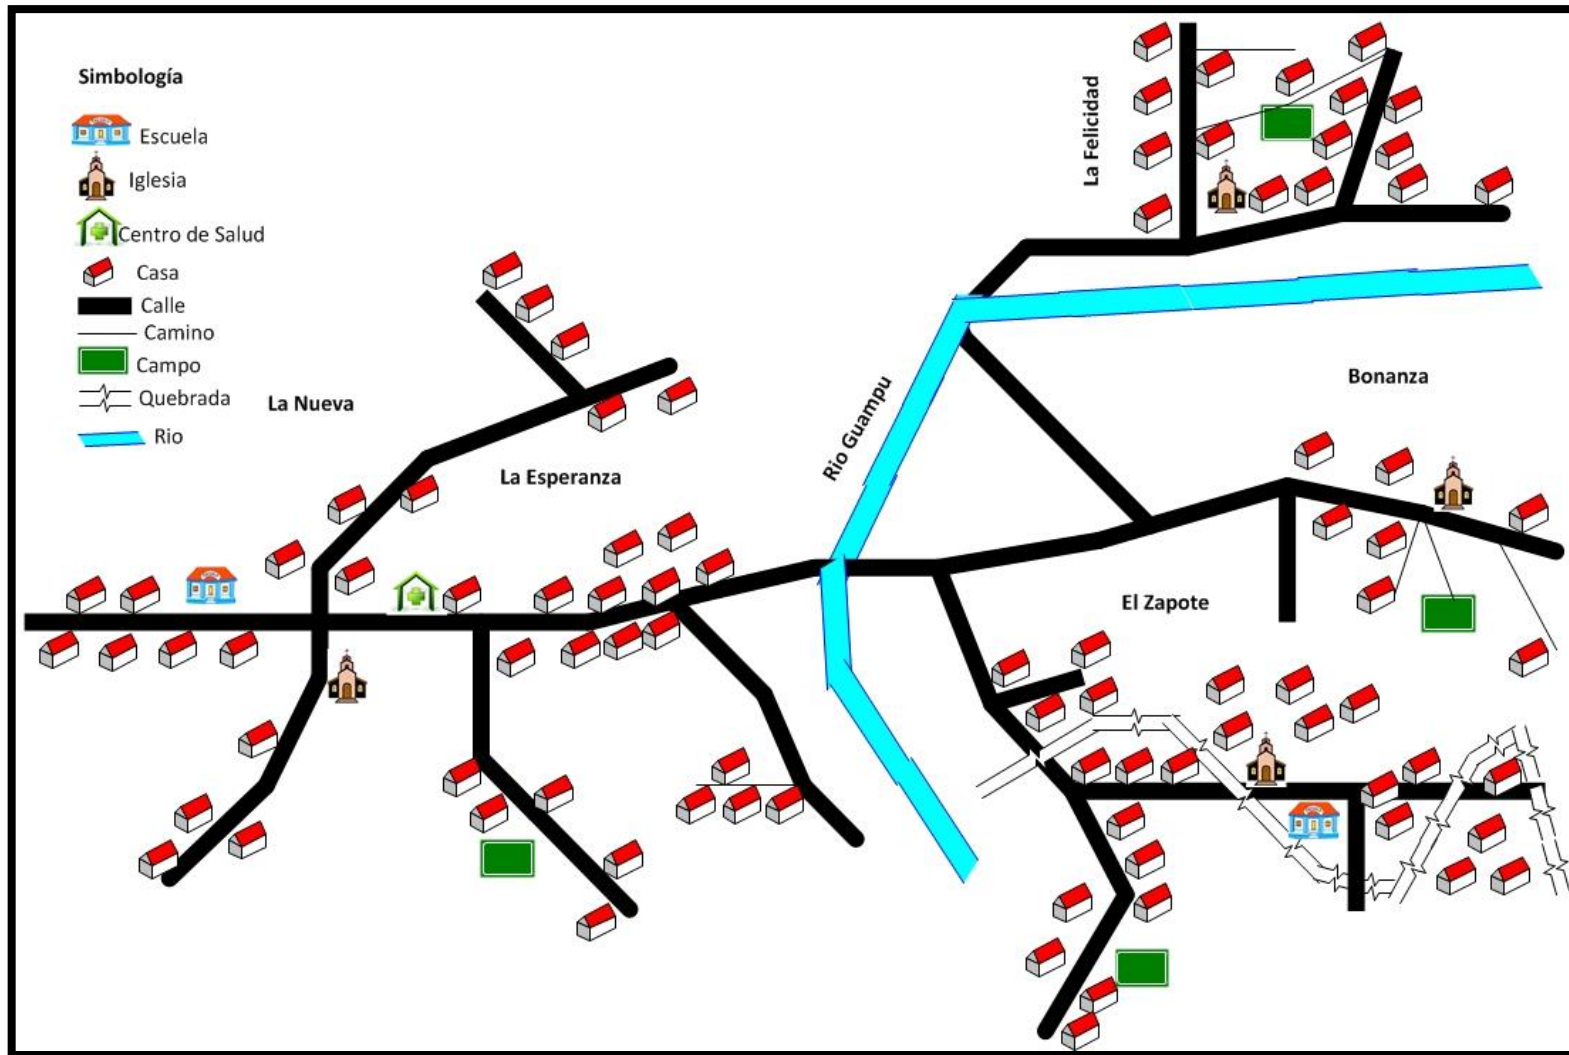 Simbología
Escuela
Iglesia
Centro de Salud
Casa
Calle
Camino
Campo
Quebrada
Rio
La Nueva
La Esperanza
Rio Guampu
La Felicidad
Bonanza
El Zapote